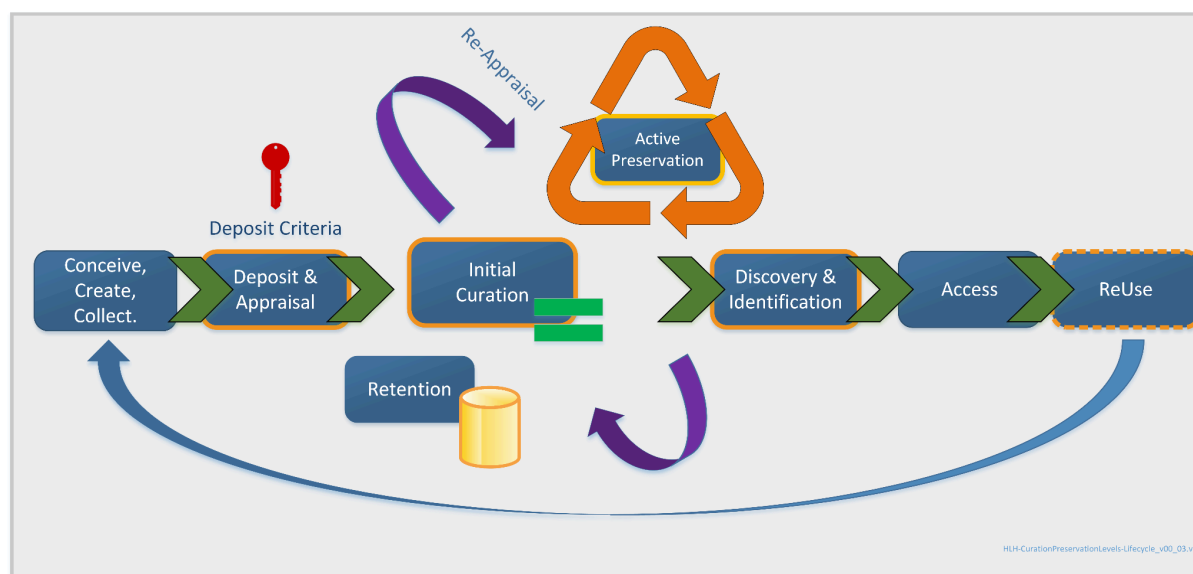 Re-Appraisal
Active
Preservation
Deposit Criteria
Conceive,
Create,
Collect.
Deposit &
Appraisal
Initial
Curation
Discovery &
Identification
Access
ReUse
Retention
HLH-CurationPreservationLevels-Lifecycle_v00_03.v